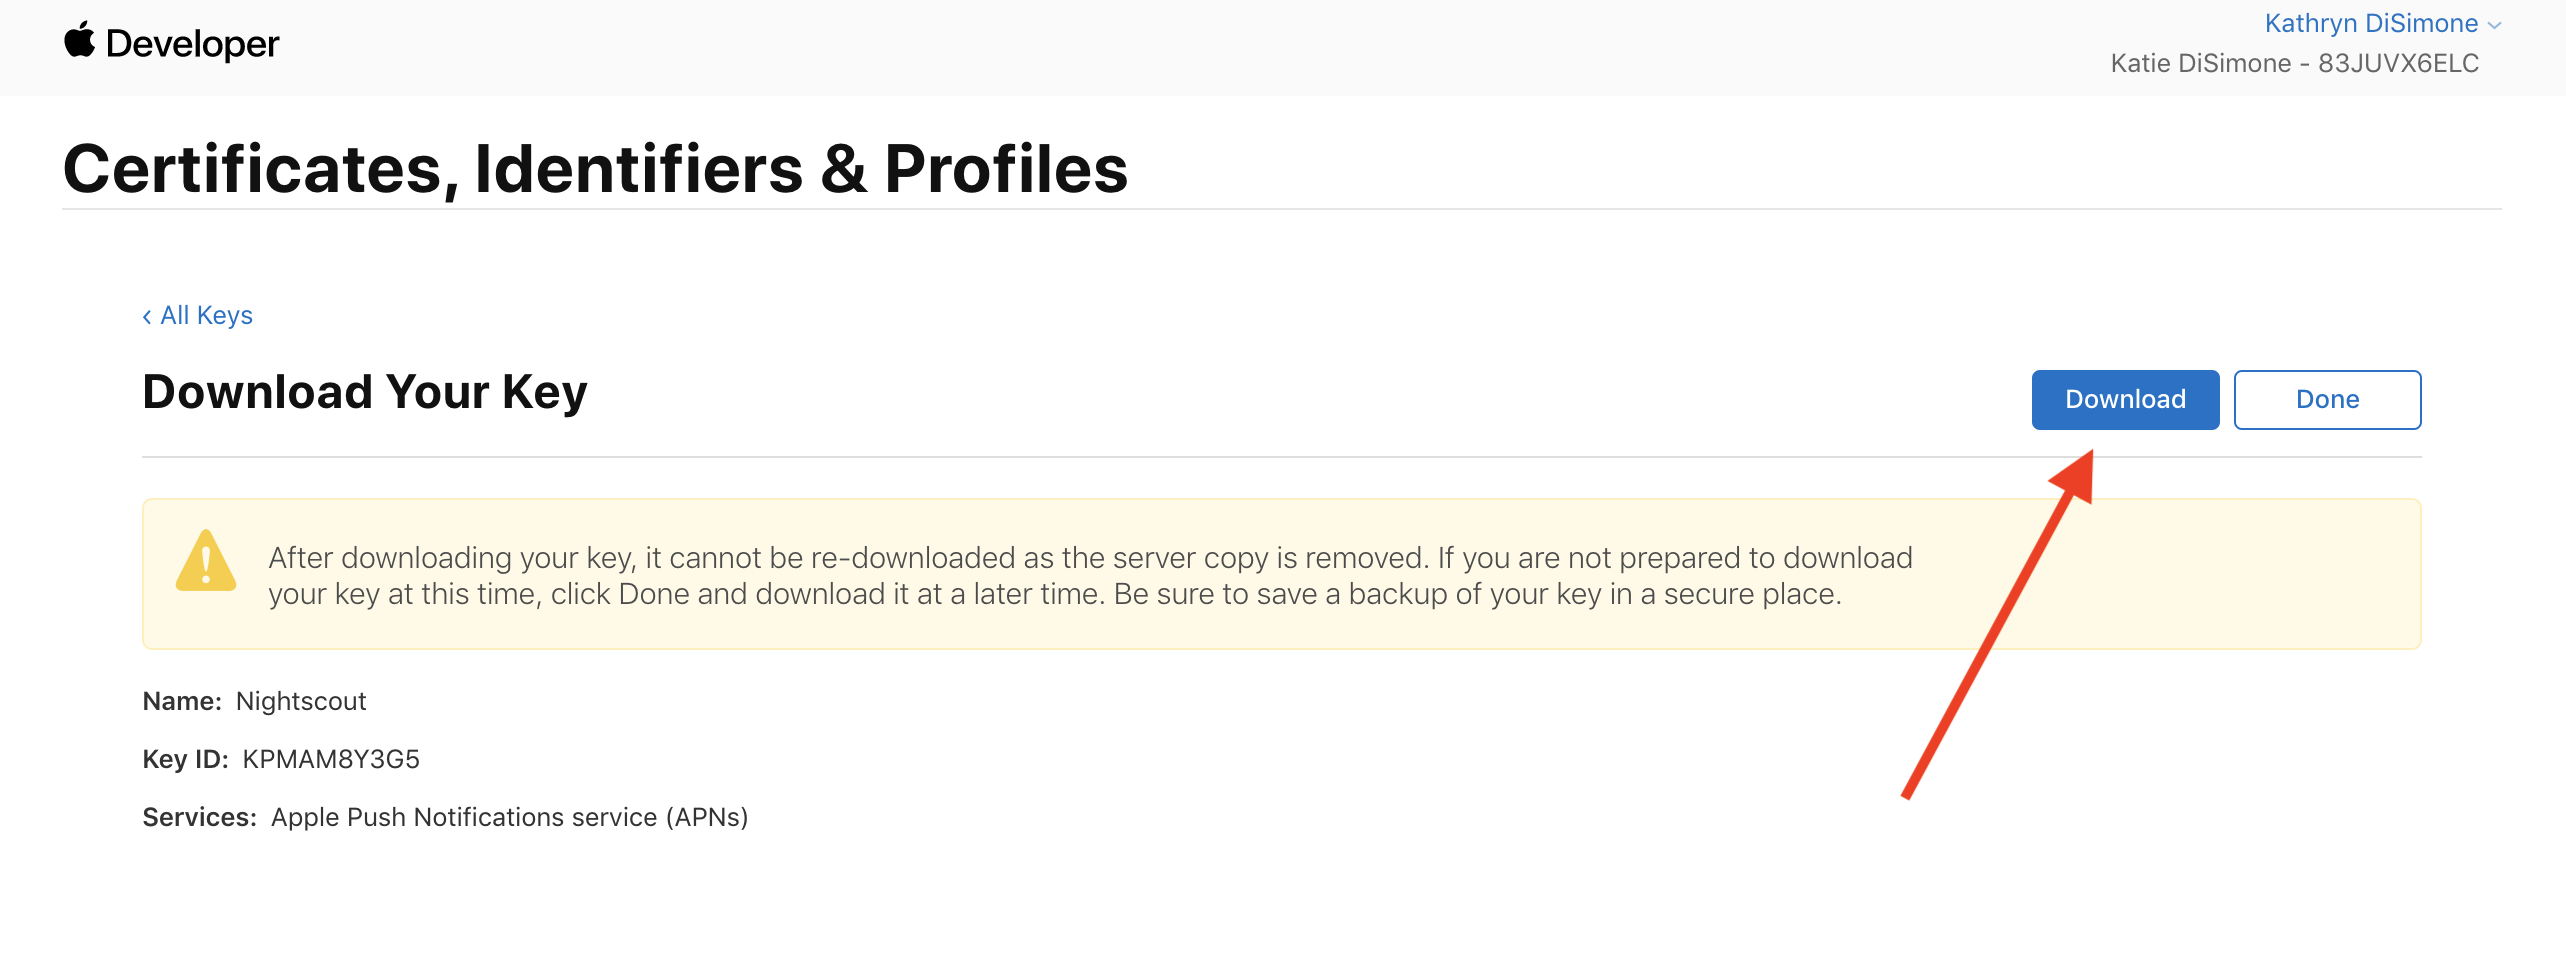 Developer
Kathryn DiSimone
Katie DiSimone - 83JUVX6ELC
Certificates, Identifiers & Profiles
‹ All Keys
Download Your Key
Download
Done
After downloading your key, it cannot be re-downloaded as the server copy is removed. If you are not prepared to download
your key at this time, click Done and download it at a later time. Be sure to save a backup of your key in a secure place.
Name: Nightscout
Key ID: KPMAM8Y3G5
Services: Apple Push Notifications service (APNs)